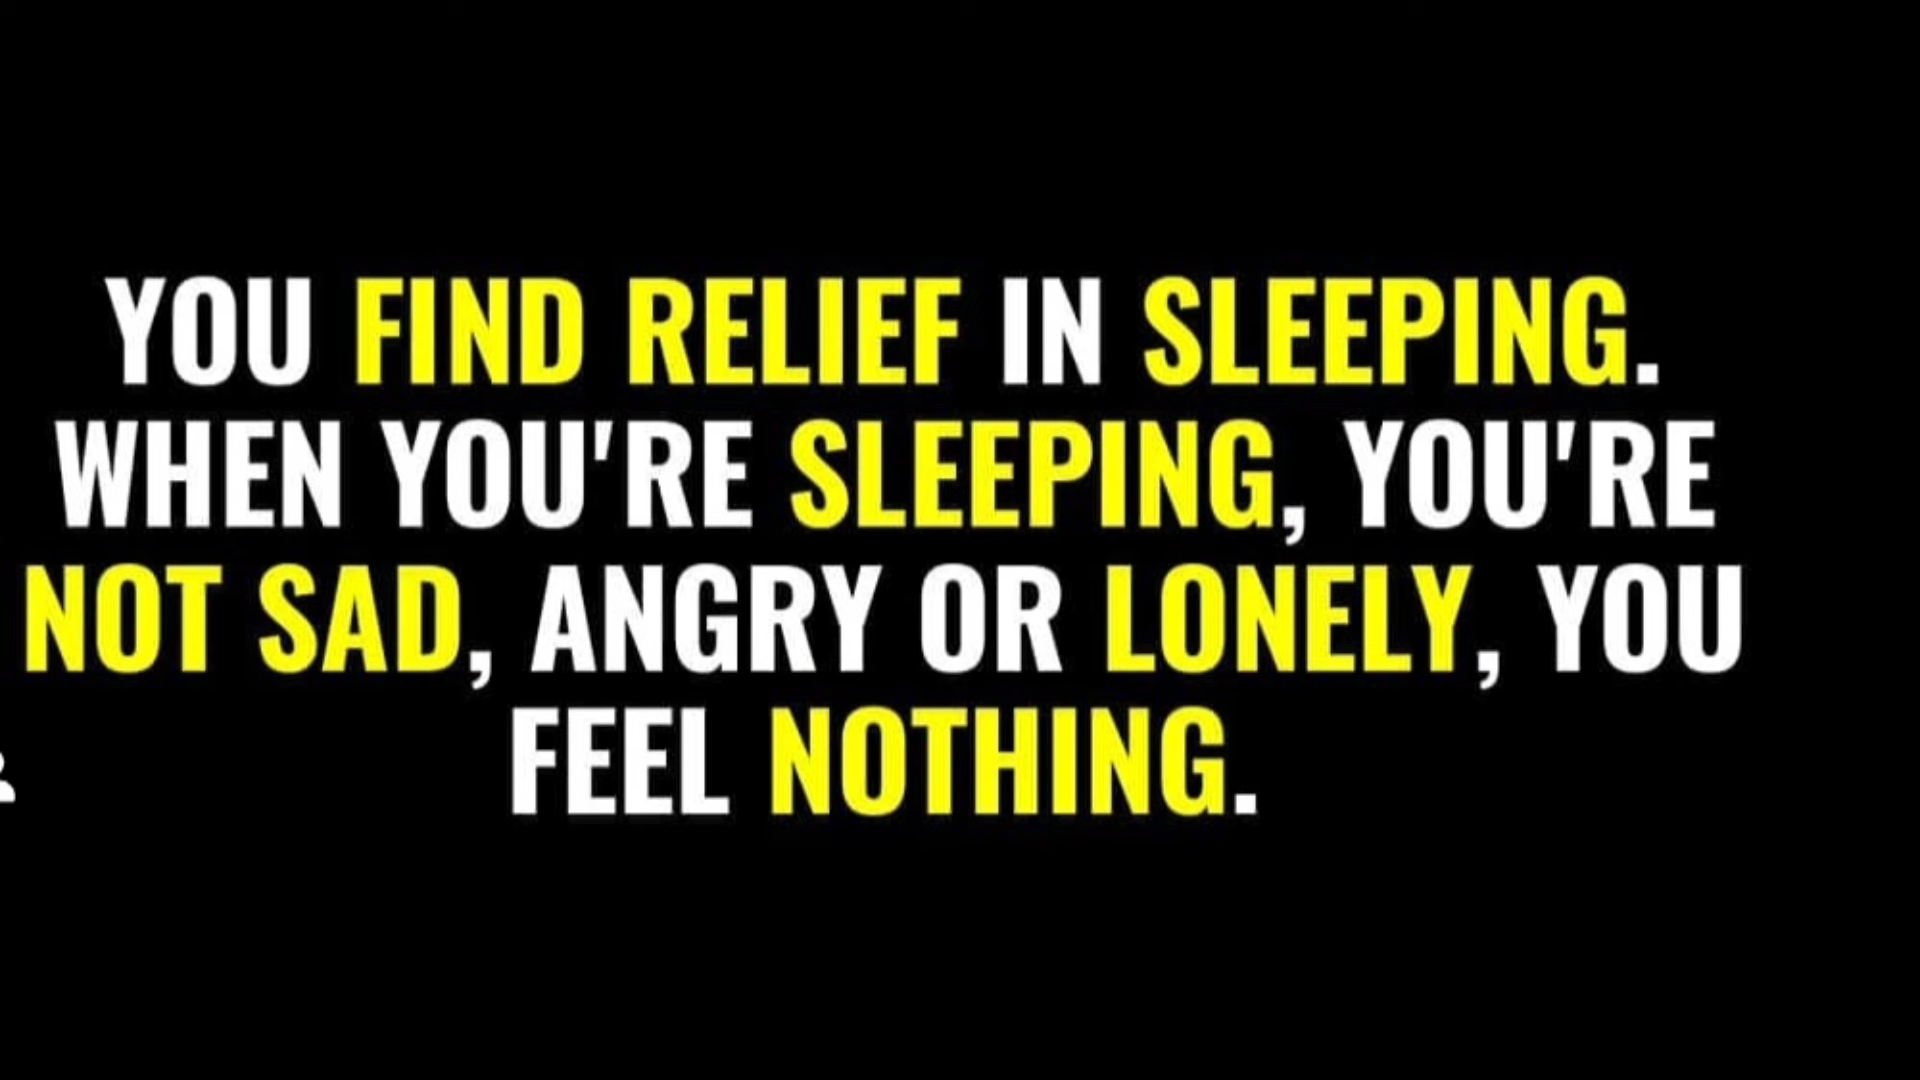 YOU FIND RELIEF IN SLEEPING.
WHEN YOU'RE SLEEPING, YOU'RE
NOT SAD, ANGRY OR LONELY, YOU
FEEL NOTHING.